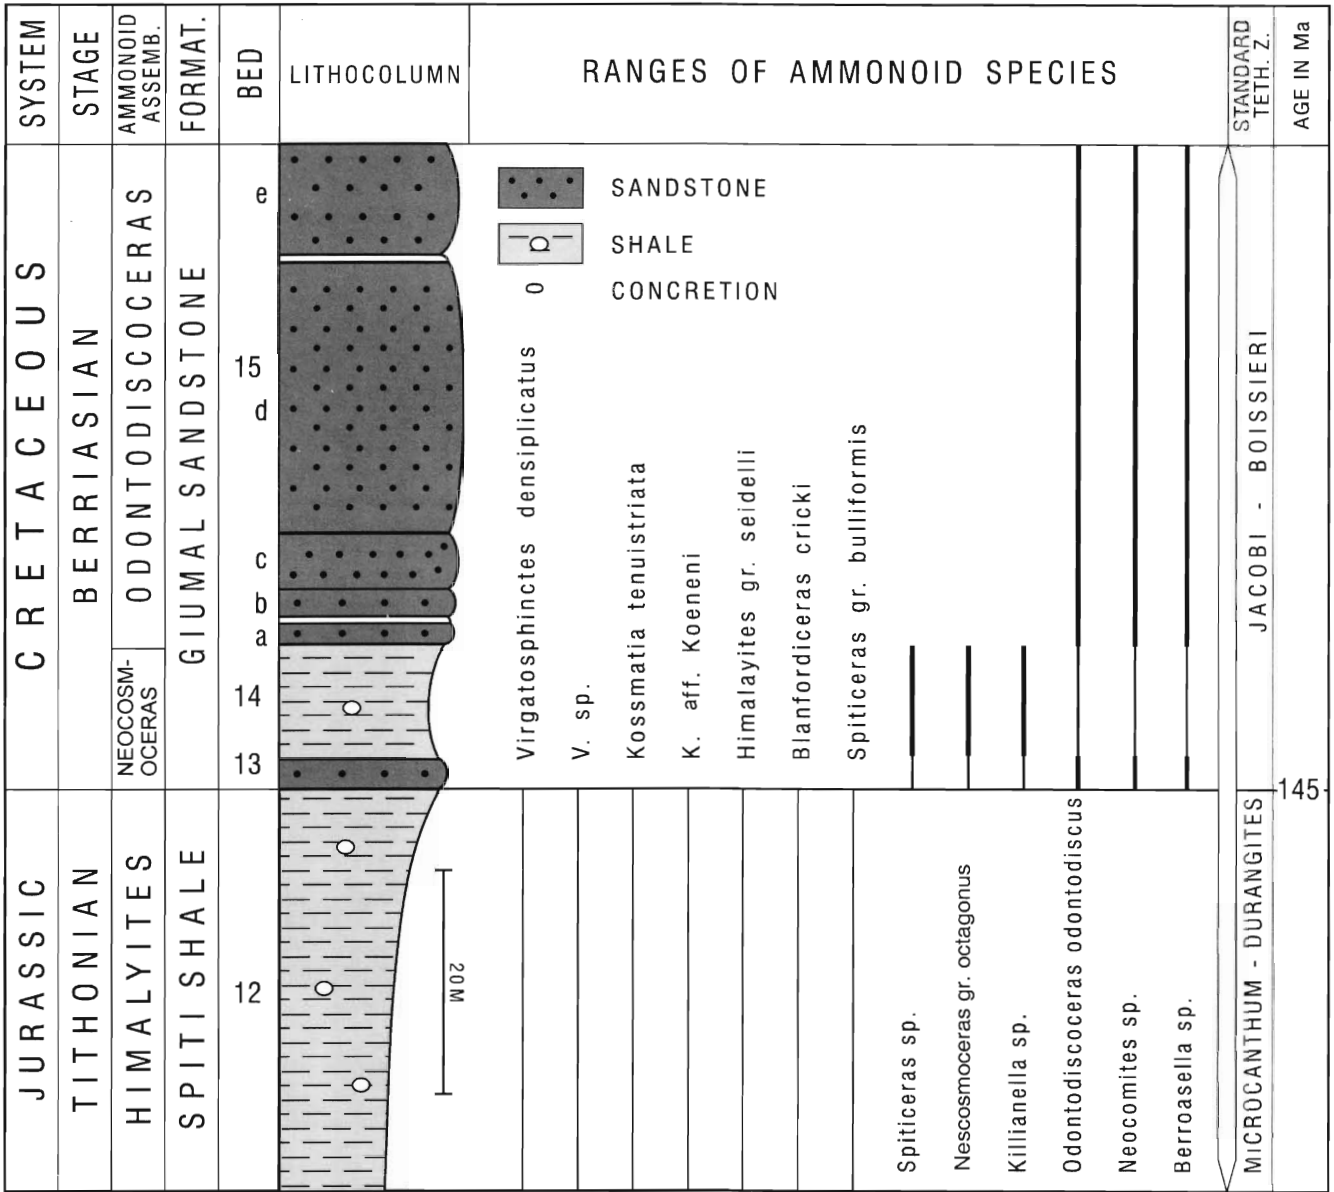 SYSTEM
STAGE
AMMONOID
ASSEMB.
FORMAT.
BED
LITHOCOLUMN
RANGES OF AMMONOID SPECIES
STANDARD
TETH. Z.
AGE IN Ma
CRETACEOUS
JURASSIC
BERRIASIAN
TITHONIAN
ODONTODISCOCERAS
NEOCOSM-
OCERAS
HIMALYITES
GIUMAL SANDSTONE
SPITI SHALE
e
15
d
c
b
a
14
13
12
20M
SANDSTONE
SHALE
CONCRETION
Virgatosphinctes densiplicatus
V. sp.
Kossmatia tenuistriata
K. aff. Koeneni
Himalayites gr. seidelli
Blanfordiceras cricki
Spiticeras gr. bulliformis
Spiticeras sp.
Nescosmoceras gr. octagonus
Killianella sp.
Odontodiscoceras odontodiscus
Neocomites sp.
Berroasella sp.
JACOBI - BOISSIERI
MICROCANTHUM - DURANGITES
145